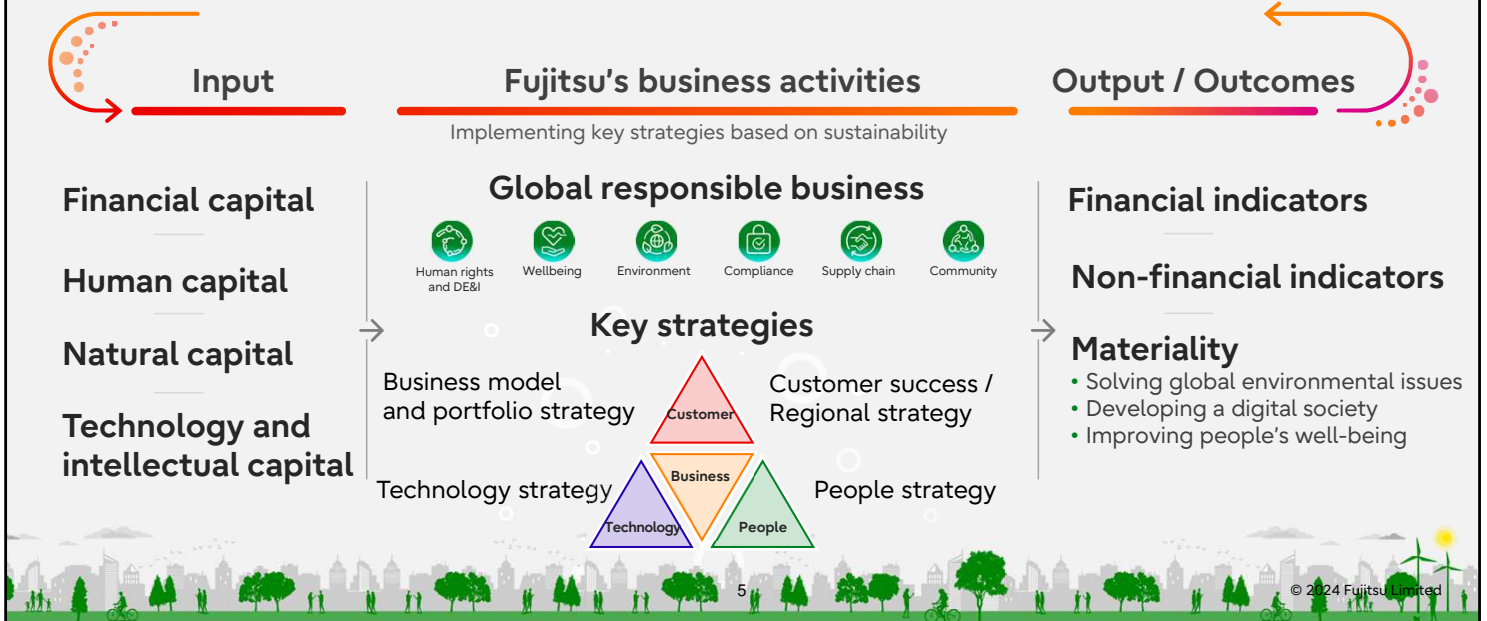 Input
Fujitsu's business activities
Output / Outcomes
Implementing key strategies based on sustainability
Financial capital
Human capital
Natural capital
Technology and
intellectual capital
Global responsible business
Human rights
and DE&I
Wellbeing
Environment
Compliance
Supply chain
Community
Key strategies
Business model
and portfolio strategy
Customer success /
Regional strategy
Technology strategy
People strategy
Customer
Business
Technology
People
Financial indicators
Non-financial indicators
Materiality
• Solving global environmental issues
• Developing a digital society
• Improving people's well-being
5
© 2024 Fujitsu Limited